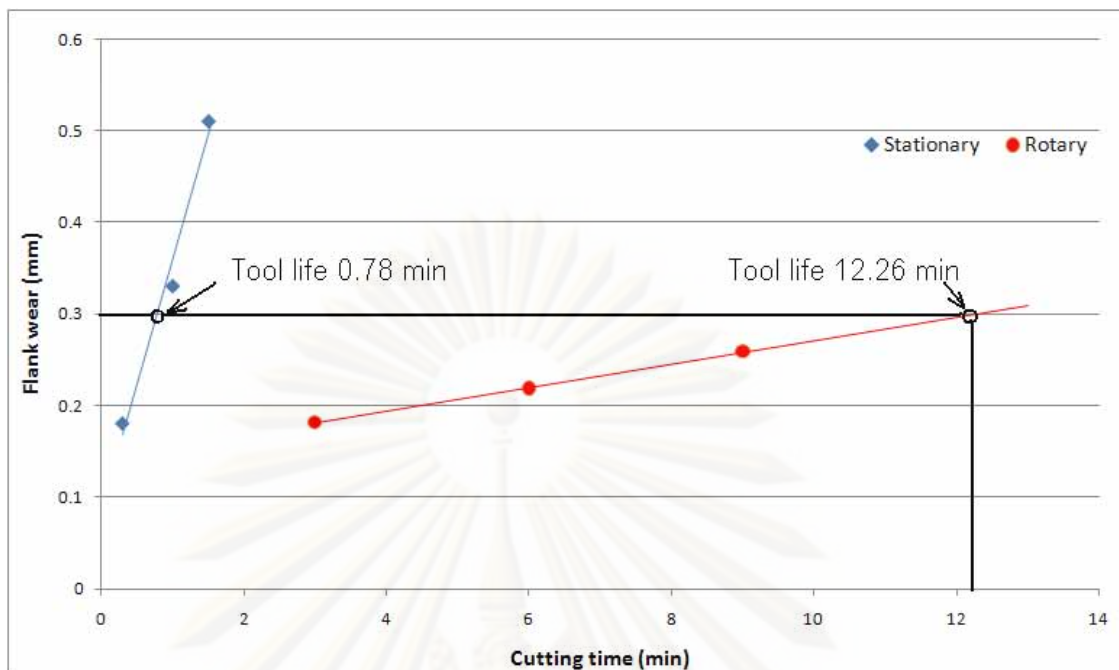 0.6
0.5
0.4
0.3
0.2
0.1
0
0 2 4 6 8 10 12 14
Flank wear (mm)
Cutting time (min)
Stationary Rotary
Tool life 0.78 min
Tool life 12.26 min